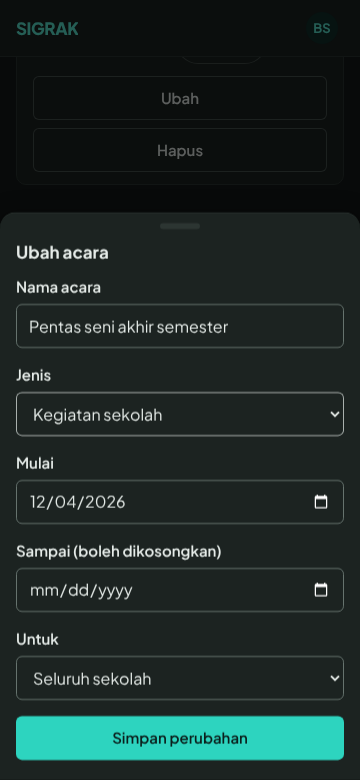 SIGRAK
BS
Ubah
Hapus
Ubah acara
Nama acara
Pentas seni akhir semester
Jenis
Kegiatan sekolah
Mulai
12/04/2026
Sampai (boleh dikosongkan)
mm/dd/yyyy
Untuk
Seluruh sekolah
Simpan perubahan